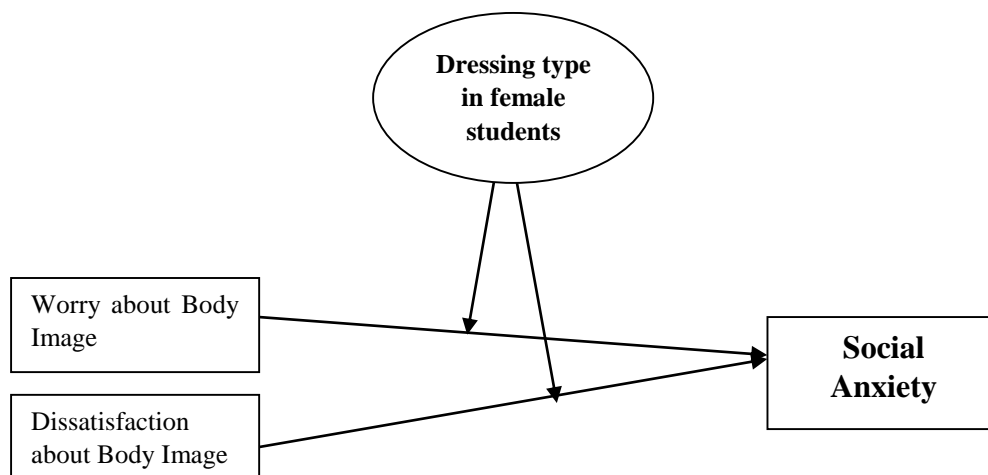 Dressing type
in female
students
Worry about Body
Image
Social
Anxiety
Dissatisfaction
about Body Image